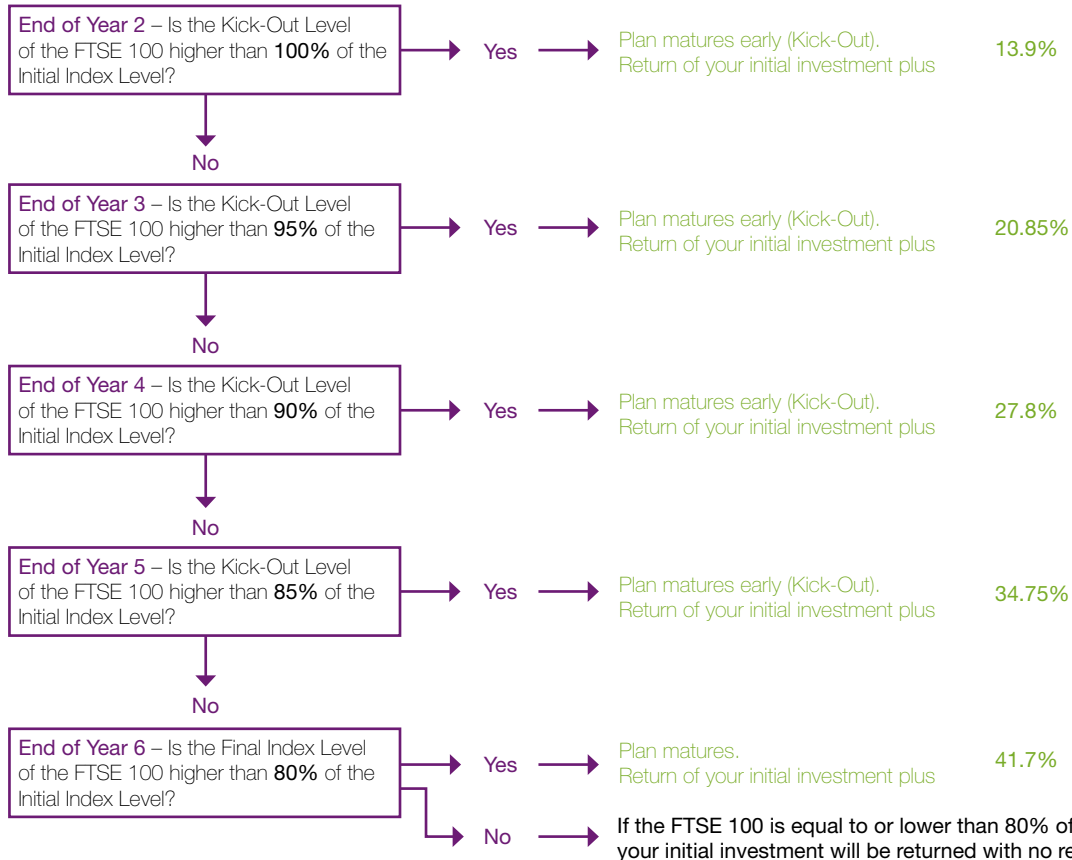 End of Year 2 – Is the Kick-Out Level
of the FTSE 100 higher than 100% of the
Initial Index Level?
Yes
Plan matures early (Kick-Out).
Return of your initial investment plus
13.9%
No
End of Year 3 – Is the Kick-Out Level
of the FTSE 100 higher than 95% of the
Initial Index Level?
Yes
Plan matures early (Kick-Out).
Return of your initial investment plus
20.85%
No
End of Year 4 – Is the Kick-Out Level
of the FTSE 100 higher than 90% of the
Initial Index Level?
Yes
Plan matures early (Kick-Out).
Return of your initial investment plus
27.8%
No
End of Year 5 – Is the Kick-Out Level
of the FTSE 100 higher than 85% of the
Initial Index Level?
Yes
Plan matures early (Kick-Out).
Return of your initial investment plus
34.75%
No
End of Year 6 – Is the Final Index Level
of the FTSE 100 higher than 80% of the
Initial Index Level?
Yes
Plan matures.
Return of your initial investment plus
41.7%
No
If the FTSE 100 is equal to or lower than 80% of
your initial investment will be returned with no re